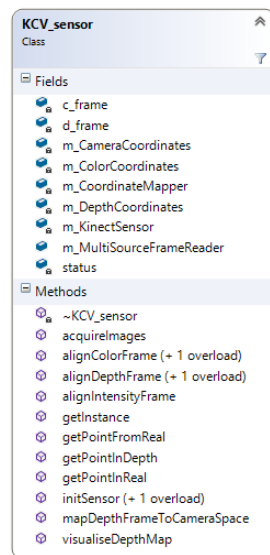 KCV_sensor
Class
Fields
c_frame
d_frame
m_CameraCoordinates
m_ColorCoordinates
m_CoordinateMapper
m_DepthCoordinates
m_KinectSensor
m_MultiSourceFrameReader
status
Methods
~KCV_sensor
acquireImages
alignColorFrame (+ 1 overload)
alignDepthFrame (+ 1 overload)
alignIntensityFrame
getInstance
getPointFromReal
getPointInDepth
getPointInReal
initSensor (+ 1 overload)
mapDepthFrameToCameraSpace
visualiseDepthMap